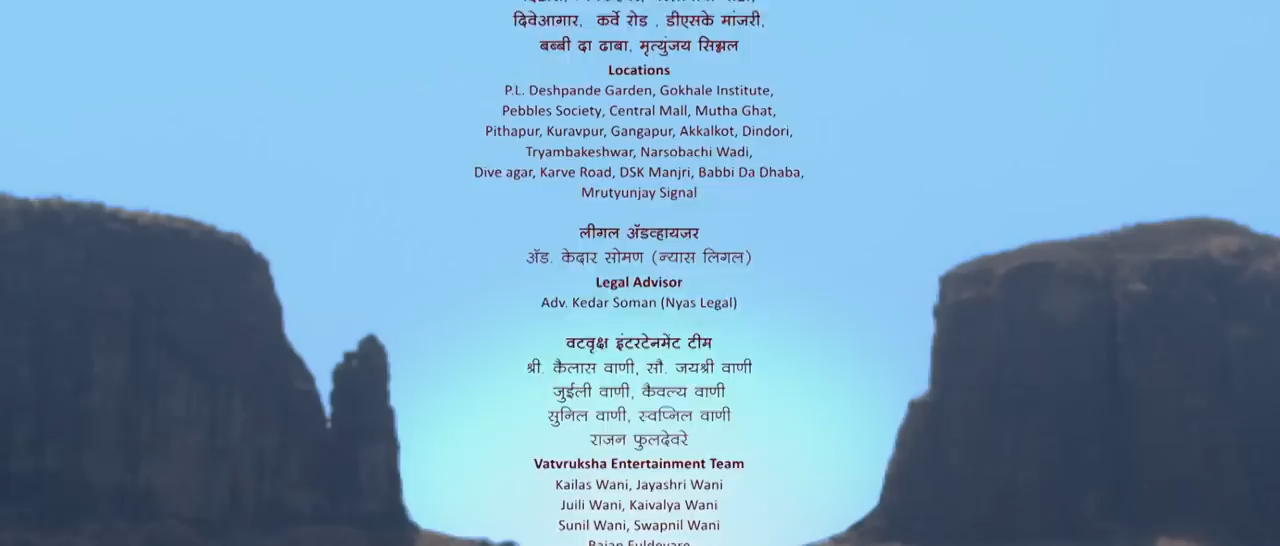 दिवेआगार, कर्वे रोड , डीएसके मांजरी,
बब्बी दा ढाबा, मृत्युंजय सिग्नल
Locations
P.L. Deshpande Garden, Gokhale Institute,
Pebbles Society, Central Mall, Mutha Ghat,
Pithapur, Kuravpur, Gangapur, Akkalkot, Dindori,
Tryambakeshwar, Narsobachi Wadi,
Dive agar, Karve Road, DSK Manjri, Babbi Da Dhaba,
Mrutyunjay Signal
लीगल ॲडव्हायजर
ॲड. केदार सोमण (न्यास लिगल)
Legal Advisor
Adv. Kedar Soman (Nyas Legal)
वटवृक्ष इंटरटेनमेंट टीम
श्री. कैलास वाणी, सौ. जयश्री वाणी
जुईली वाणी, कैवल्य वाणी
सुनिल वाणी, स्वप्निल वाणी
राजन फुलदेवरे
Vatvruksha Entertainment Team
Kailas Wani, Jayashri Wani
Juili Wani, Kaivalya Wani
Sunil Wani, Swapnil Wani
Rajan Fuldevare